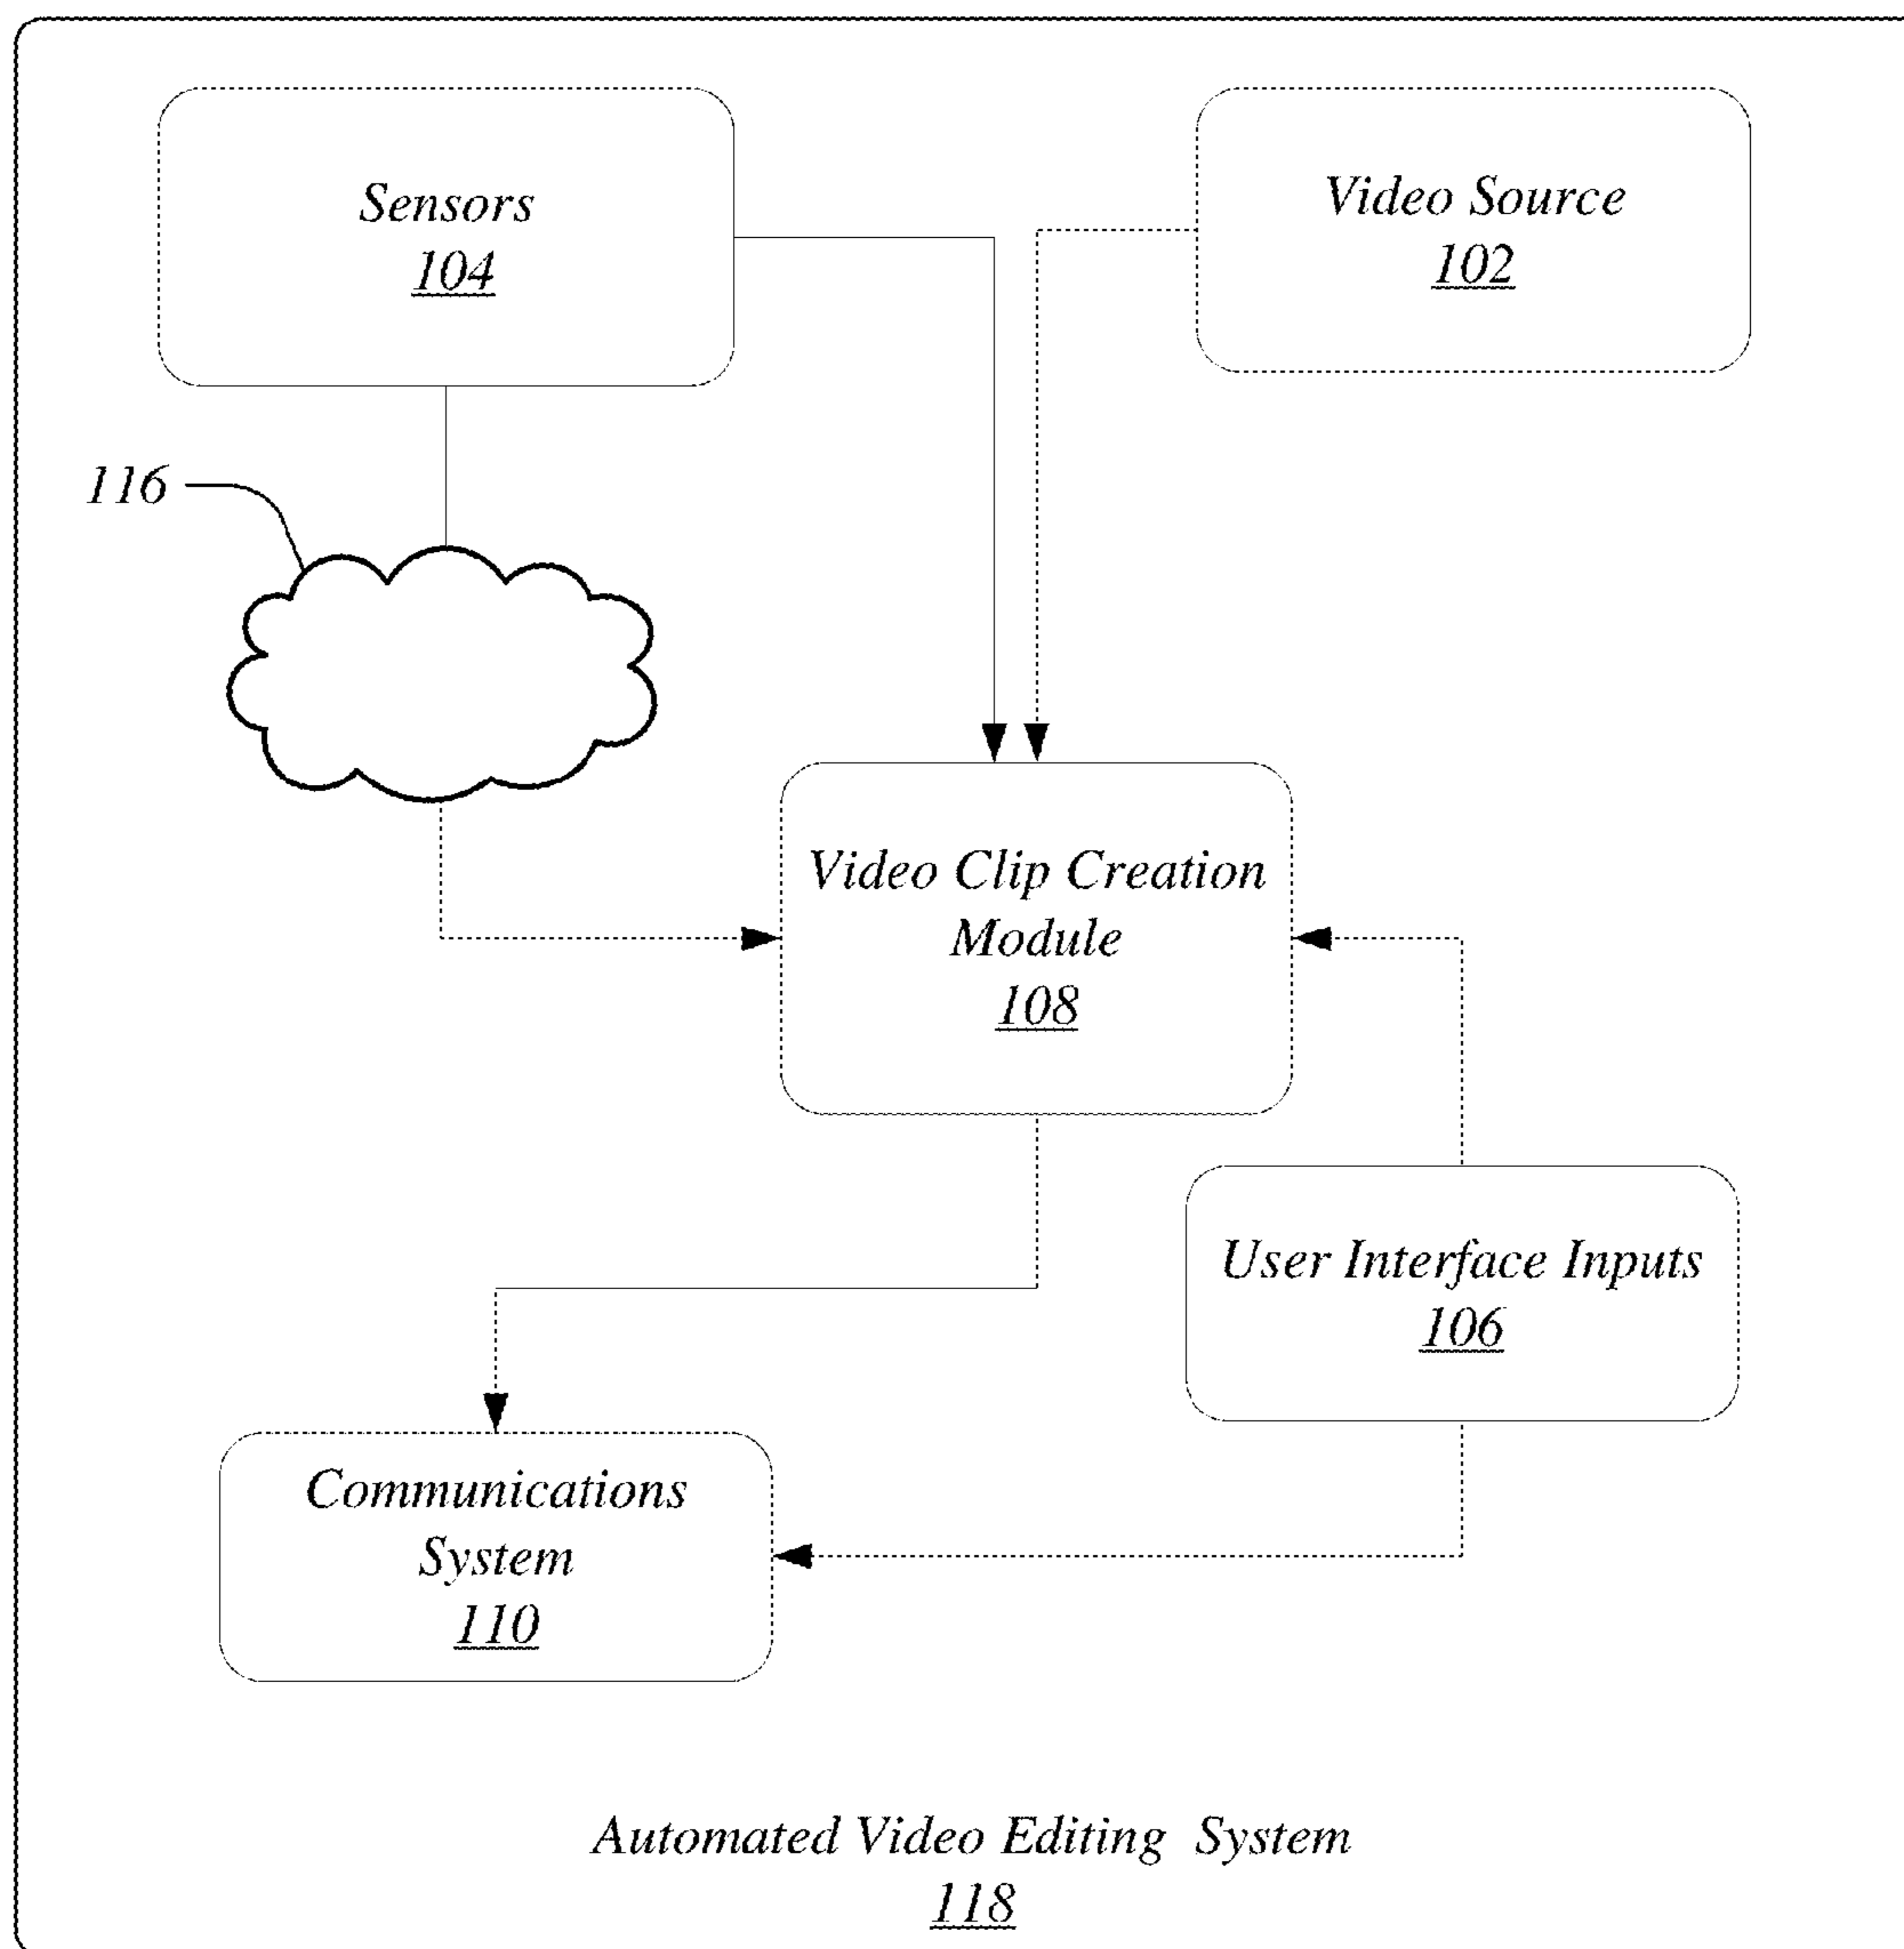 Sensors
104
Video Source
102
116
Video Clip Creation
Module
108
User Interface Inputs
106
Communications
System
110
Automated Video Editing System
118